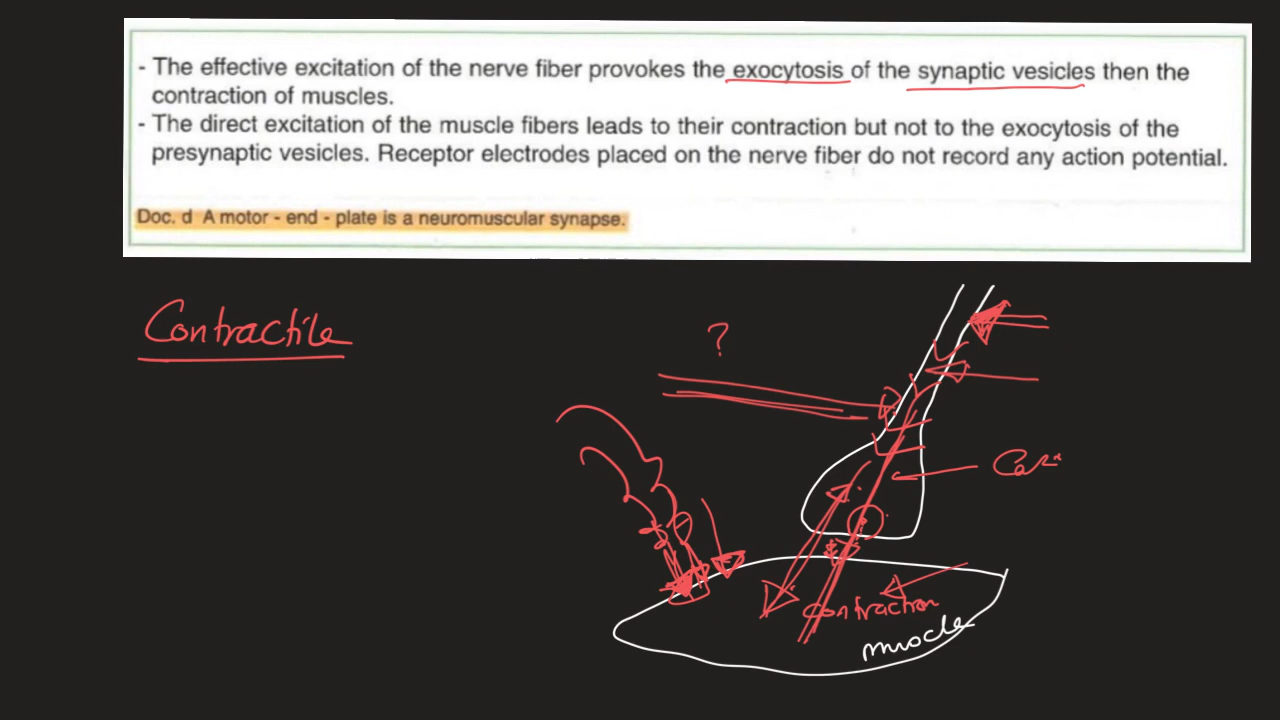 - The effective excitation of the nerve fiber provokes the exocytosis of the synaptic vesicles then the
contraction of muscles.
- The direct excitation of the muscle fibers leads to their contraction but not to the exocytosis of the
presynaptic vesicles. Receptor electrodes placed on the nerve fiber do not record any action potential.
Doc. d A motor - end - plate is a neuromuscular synapse.
Contractile
?
contraction
muscle